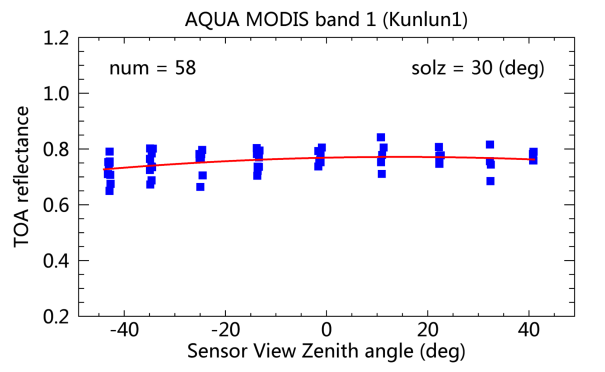 AQUA MODIS band 1 (Kunlun1)
1.2
num = 58
solz = 30 (deg)
1.0
0.8
0.6
0.4
0.2
TOA reflectance
-40
-20
0
20
40
Sensor View Zenith angle (deg)